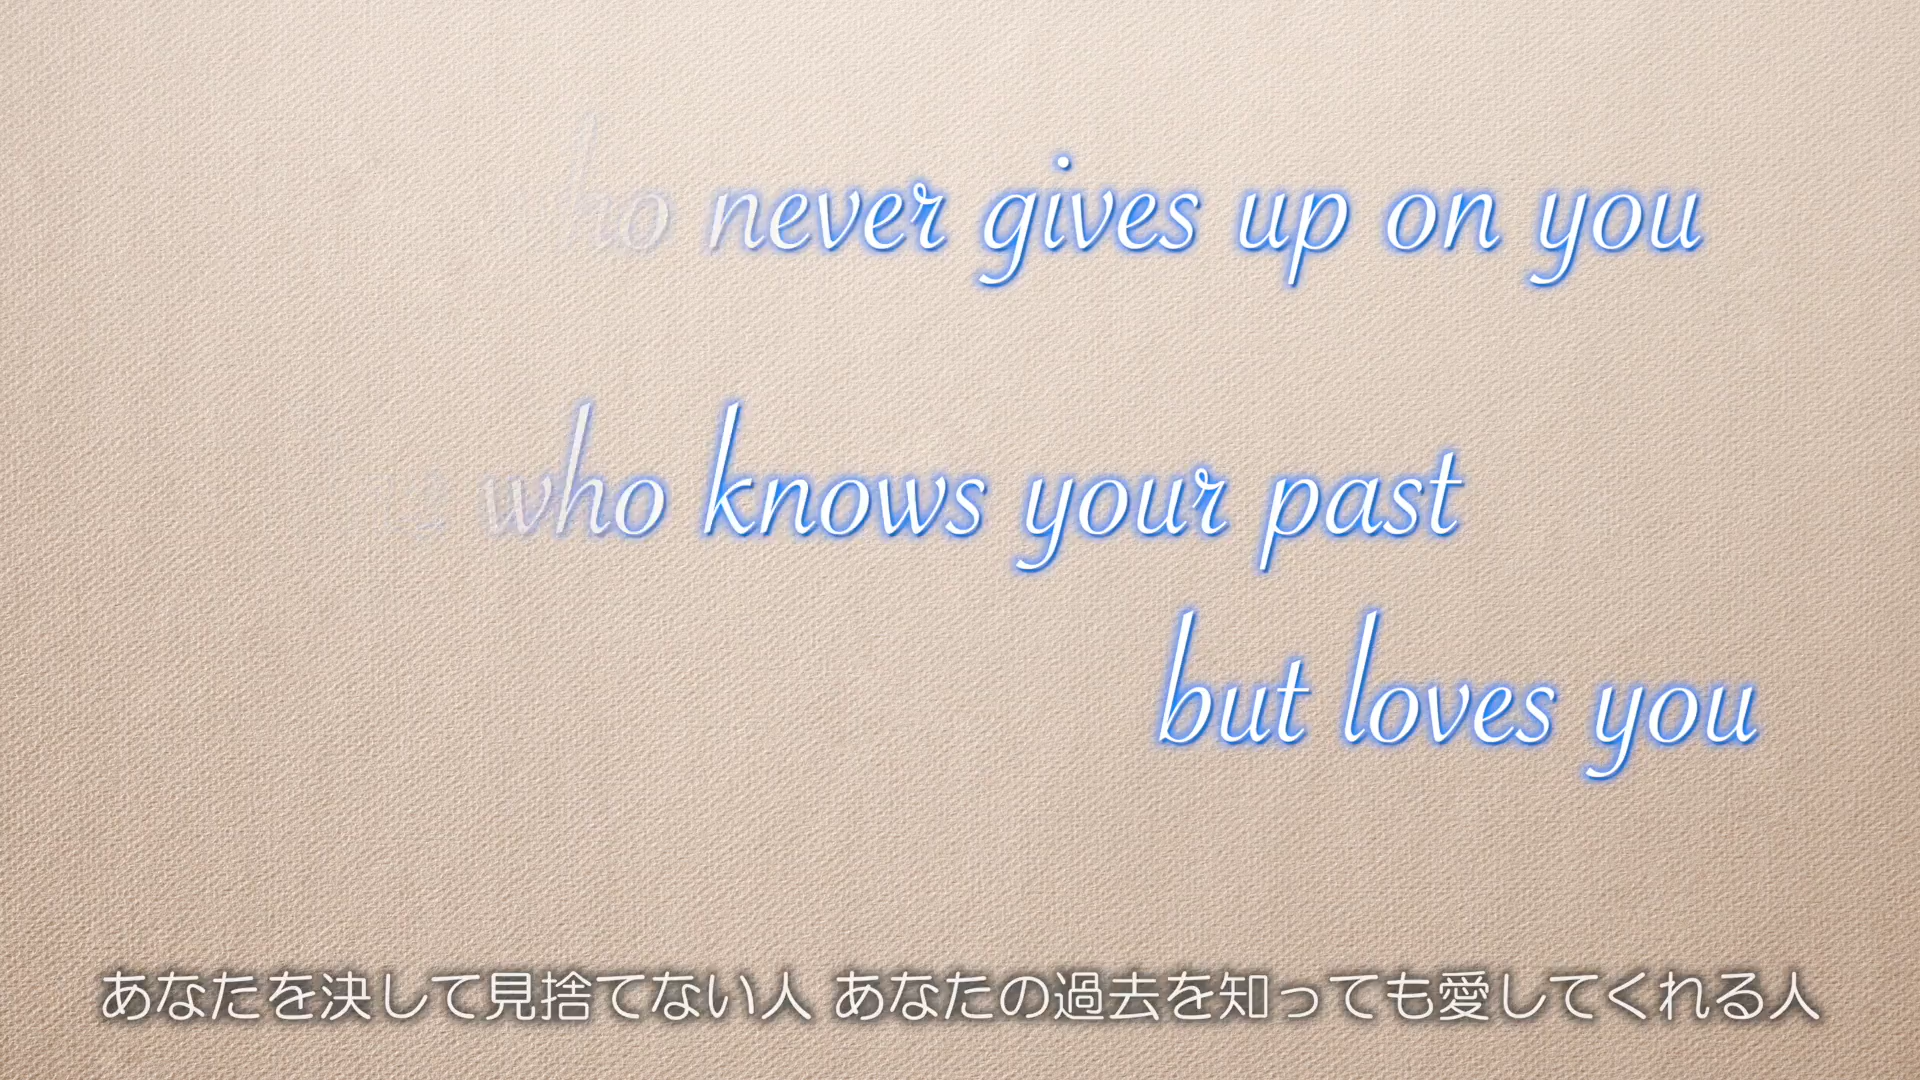 who never gives up on you
who knows your past
but loves you
あなたを決して見捨てない人 あなたの過去を知っても愛してくれる人